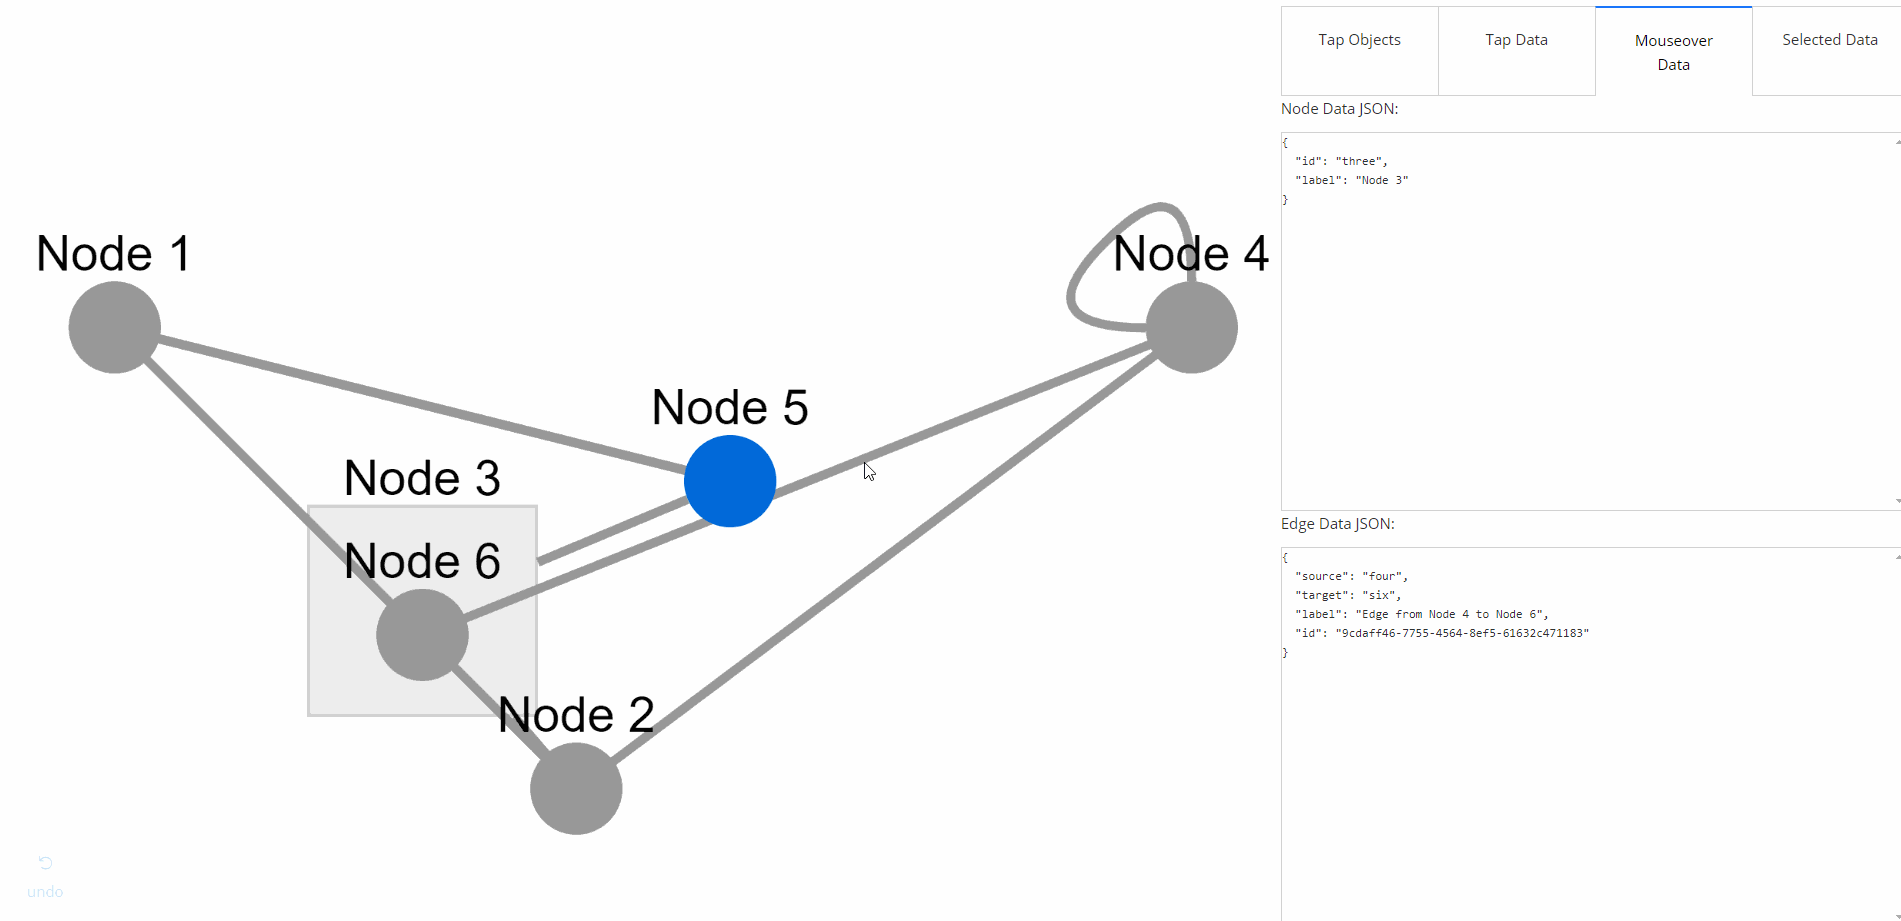 Tap Objects
Tap Data
Mouseover
Data
Selected Data
Node Data JSON:
{
"id": "three",
"label": "Node 3"
}
Node 1
Node 4
Node 5
Node 3
Node 6
Node 2
Edge Data JSON:
{
"source": "four",
"target": "six",
"label": "Edge from Node 4 to Node 6",
"id": "9cdaff46-7755-4564-8ef5-61632c471183"
}
undo